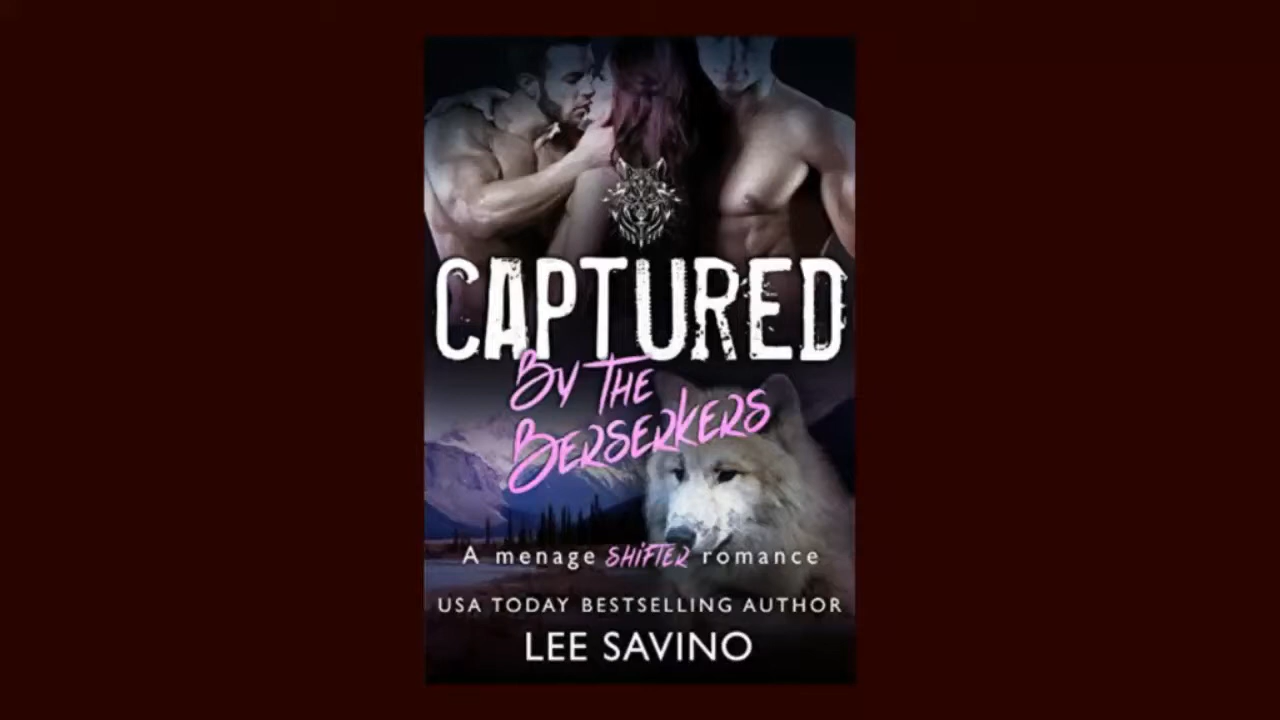 CAPTURED
By THE
BERSERKERS
A menage SHiFTER romance
USA TODAY BESTSELLING AUTHOR
LEE SAVINO